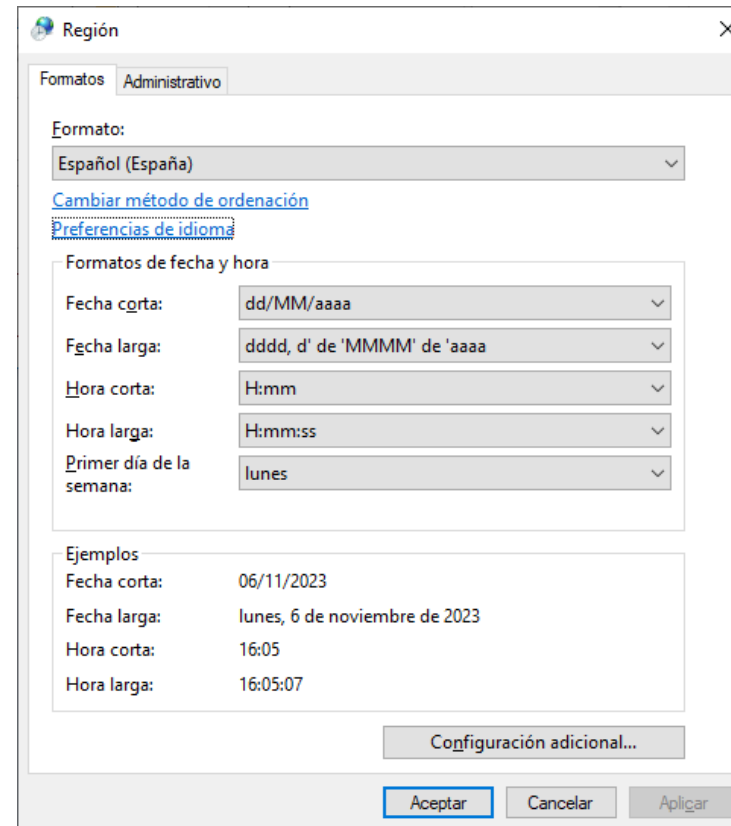 Región
Formatos Administrativo
Formato:
Español (España)
Cambiar método de ordenación
Preferencias de idioma
Formatos de fecha y hora
Fecha corta: dd/MM/aaaa
Fecha larga: dddd, d' de 'MMMM' de 'aaaa
Hora corta: H:mm
Hora larga: H:mm:ss
Primer día de la
semana: lunes
Ejemplos
Fecha corta: 06/11/2023
Fecha larga: lunes, 6 de noviembre de 2023
Hora corta: 16:05
Hora larga: 16:05:07
Configuración adicional...
Aceptar Cancelar Aplicar